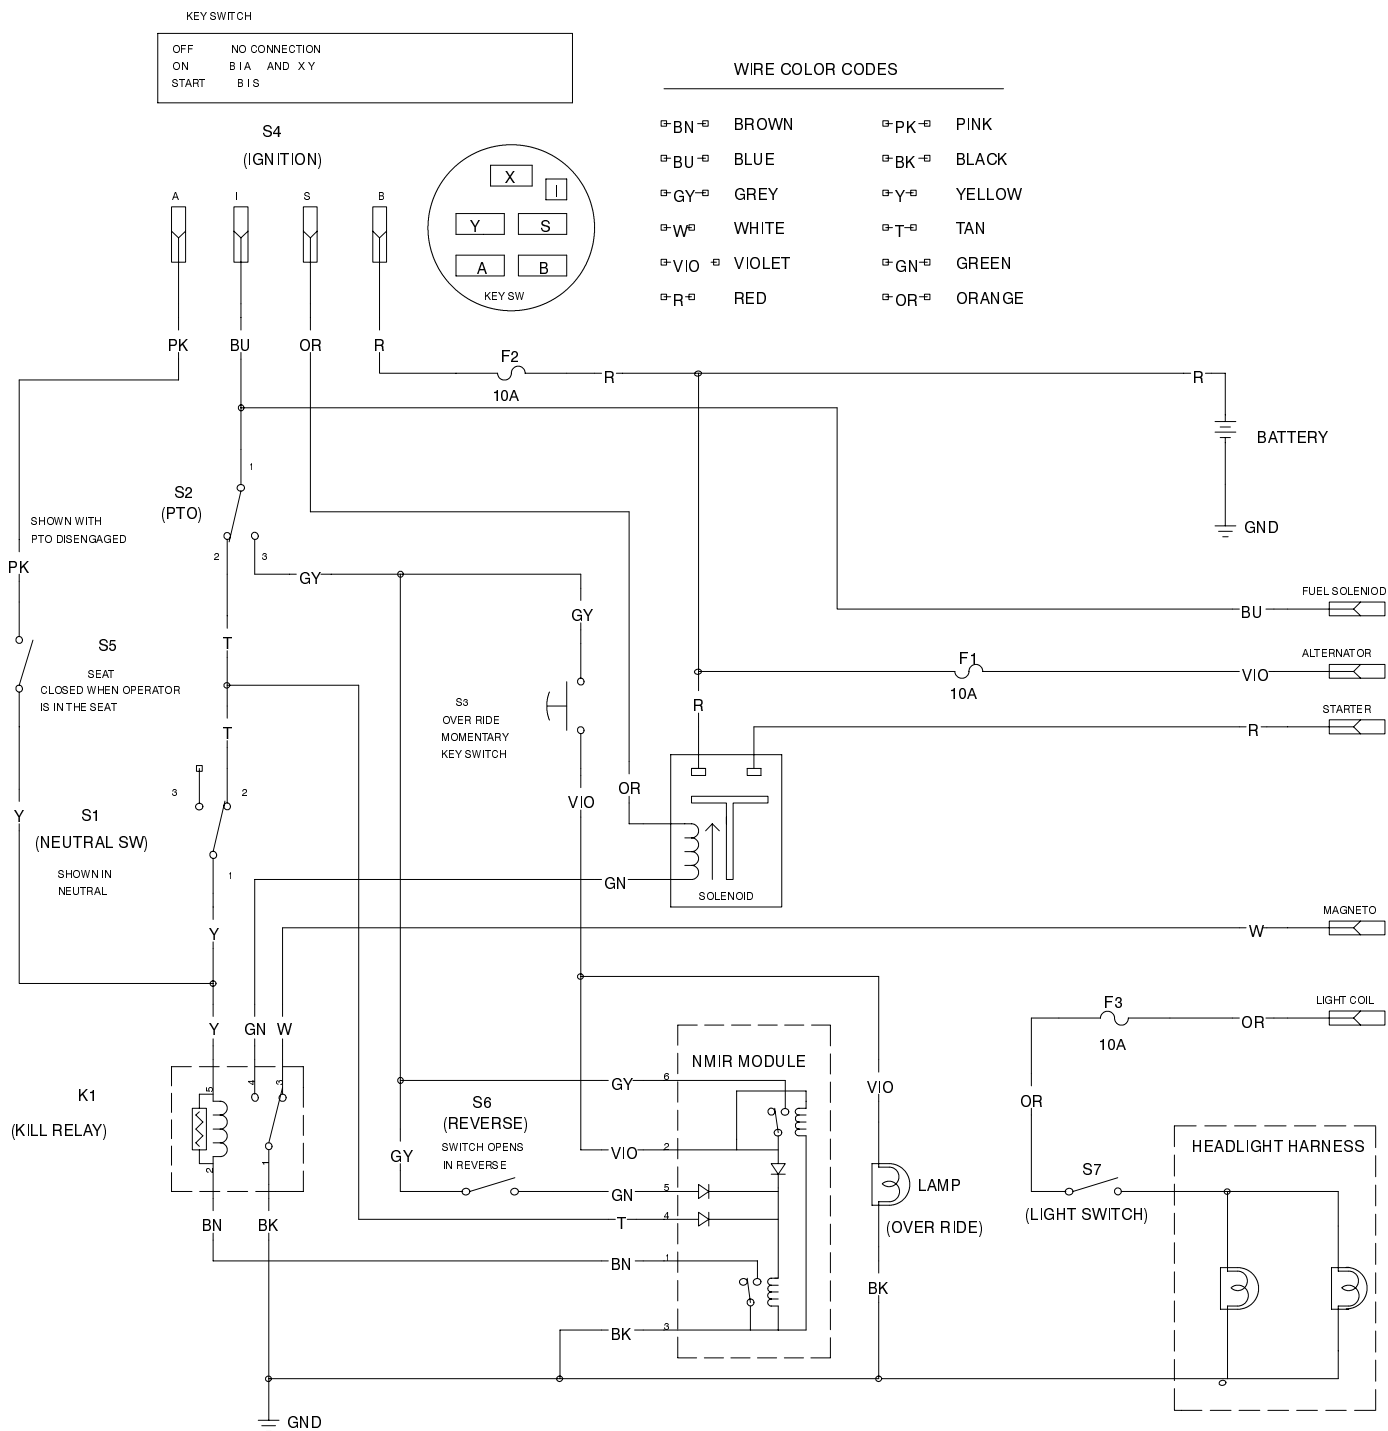 KEY SWITCH
OFF NO CONNECTION
ON B I A AND X Y
START B I S
S4
(IGNITION)
A I S B
X
I
Y S
A B
KEY SW
WIRE COLOR CODES
BN BROWN PK PINK
BU BLUE BK BLACK
GY GREY Y YELLOW
W WHITE T TAN
VIO VIOLET GN GREEN
R RED OR ORANGE
PK BU OR R
F2
10A
R
R
BATTERY
GND
1
S2
(PTO)
2
3
SHOWN WITH
PTO DISENGAGED
PK
GY
GY
FUEL SOLENIOD
BU
T
S5
SEAT
CLOSED WHEN OPERATOR
IS IN THE SEAT
ALTERNATOR
F1
10A
VIO
S3
OVER RIDE
MOMENTARY
KEY SWITCH
R
STARTER
R
T
3
2
OR
VIO
Y
S1
(NEUTRAL SW)
SHOWN IN
NEUTRAL
1
GN
SOLENOID
Y
MAGNETO
W
Y GN W
LIGHT COIL
F3
10A
OR
OR
K1
(KILL RELAY)
5
4
3
2
1
NMIR MODULE
GY
6
S6
(REVERSE)
SWITCH OPENS
IN REVERSE
GY
VIO
2
GN
5
T
4
BN
1
BK
3
VIO
LAMP
(OVER RIDE)
BK
HEADLIGHT HARNESS
S7
(LIGHT SWITCH)
BN BK
GND